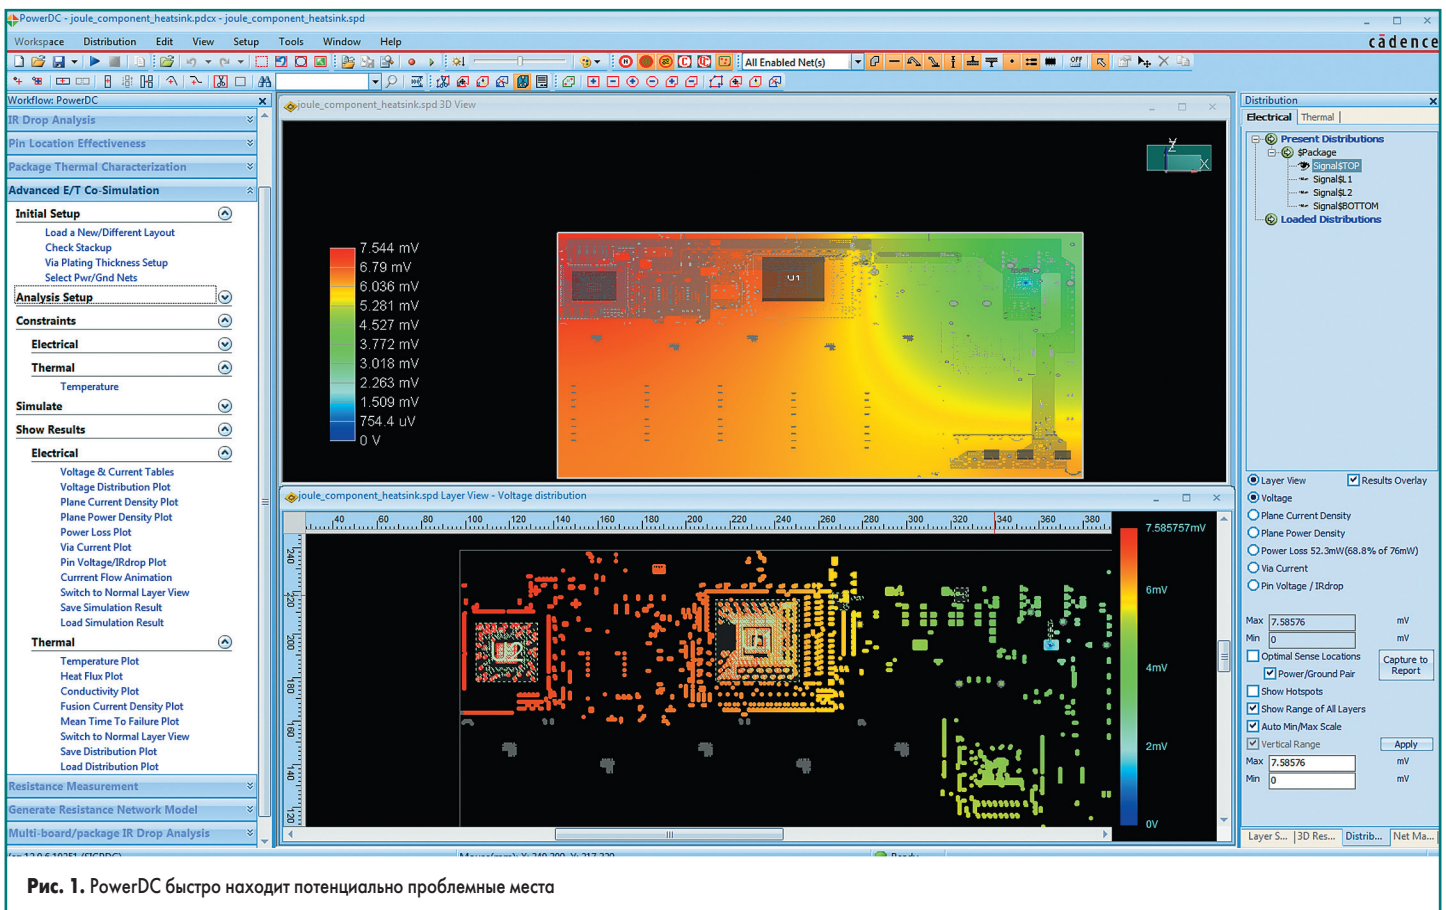 PowerDC - joule_component_heatsink.pdcx - joule_component_heatsink.spd
Workspace Distribution Edit View Setup Tools Window Help
cādence
All Enabled Net(s)
Workflow: PowerDC
IR Drop Analysis
Pin Location Effectiveness
Package Thermal Characterization
Advanced E/T Co-Simulation
Initial Setup
Load a New/Different Layout
Check Stackup
Via Plating Thickness Setup
Select Pwr/Gnd Nets
Analysis Setup
Constraints
Electrical
Thermal
Temperature
Simulate
Show Results
Electrical
Voltage & Current Tables
Voltage Distribution Plot
Plane Current Density Plot
Plane Power Density Plot
Power Loss Plot
Via Current Plot
Pin Voltage/IRdrop Plot
Currrent Flow Animation
Switch to Normal Layer View
Save Simulation Result
Load Simulation Result
Thermal
Temperature Plot
Heat Flux Plot
Conductivity Plot
Fusion Current Density Plot
Mean Time To Failure Plot
Switch to Normal Layer View
Save Distribution Plot
Load Distribution Plot
Resistance Measurement
Generate Resistance Network Model
Multi-board/package IR Drop Analysis
joule_component_heatsink.spd 3D View
Y
Z
X
7.544 mV
6.79 mV
6.036 mV
5.281 mV
4.527 mV
3.772 mV
3.018 mV
2.263 mV
1.509 mV
754.4 uV
0 V
U1
joule_component_heatsink.spd Layer View - Voltage distribution
40 60 80 100 120 140 160 180 200 220 240 260 280 300 320 340 360 380
240
220
200
180
160
140
120
7.585757mV
6mV
4mV
2mV
0V
Distribution
Electrical Thermal
Present Distributions
$Package
Signal$TOP
Signal$L1
Signal$L2
Signal$BOTTOM
Loaded Distributions
Layer View Results Overlay
Voltage
Plane Current Density
Plane Power Density
Power Loss 52.3mW(68.8% of 76mW)
Via Current
Pin Voltage / IRdrop
Max 7.58576 mV
Min 0 mV
Optimal Sense Locations
Power/Ground Pair
Capture to
Report
Show Hotspots
Show Range of All Layers
Auto Min/Max Scale
Vertical Range Apply
Max 7.58576 mV
Min 0 mV
Layer S... 3D Res... Distrib... Net Ma...
Рис. 1. PowerDC быстро находит потенциально проблемные места